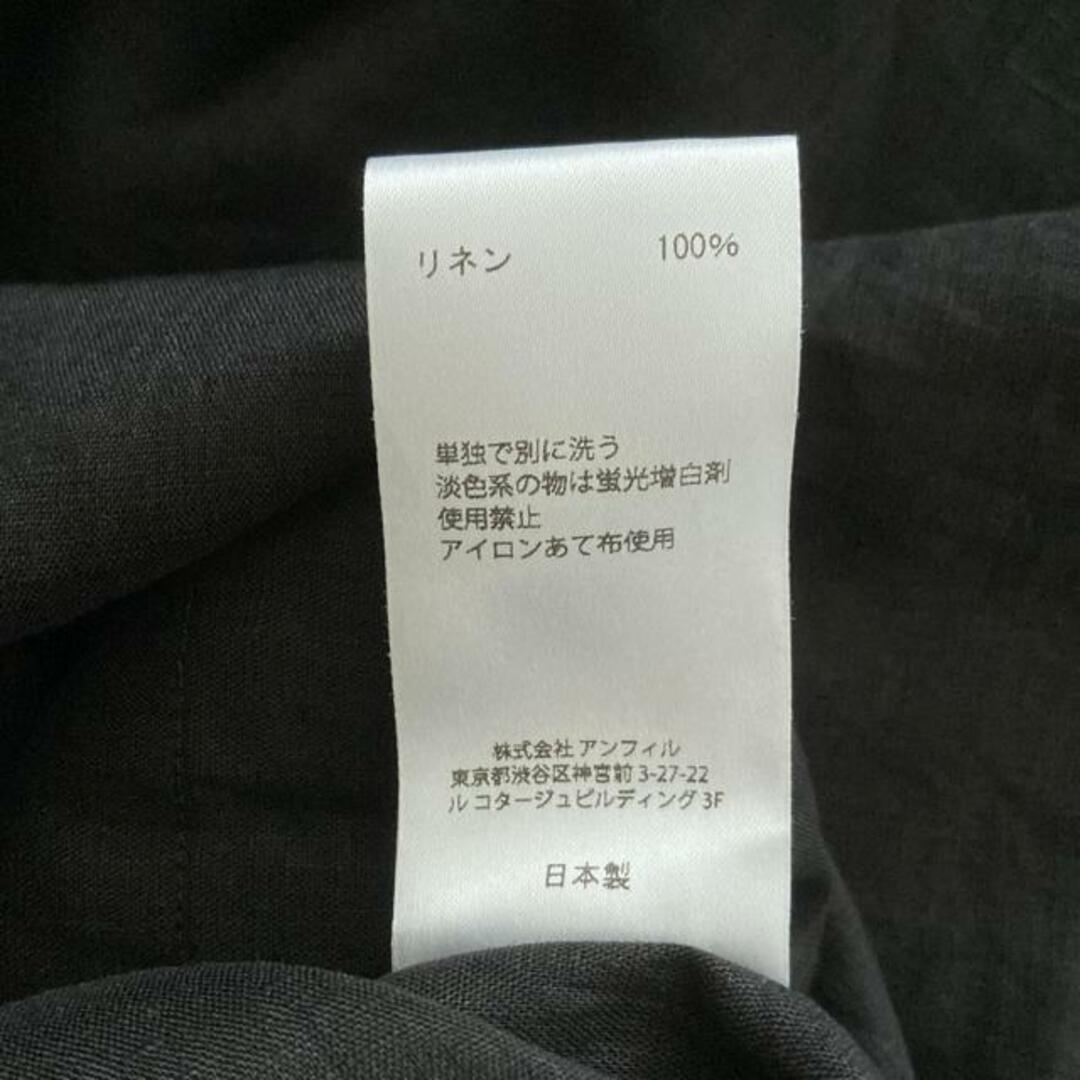 リネン 100%
単独で別に洗う
淡色系の物は蛍光増白剤
使用禁止
アイロンあて布使用
株式会社 アンフィル
東京都渋谷区神宮前 3-27-22
ル コタージュビルディング 3F
日本製